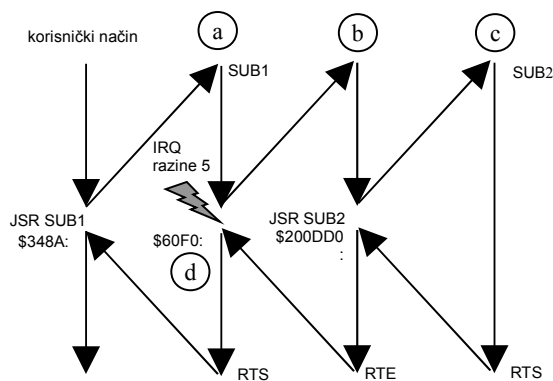 a
b
c
korisnički način
SUB1
SUB2
IRQ
razine 5
JSR SUB1
$348A:
$60F0:
JSR SUB2
$200DD0
:
d
RTS
RTE
RTS